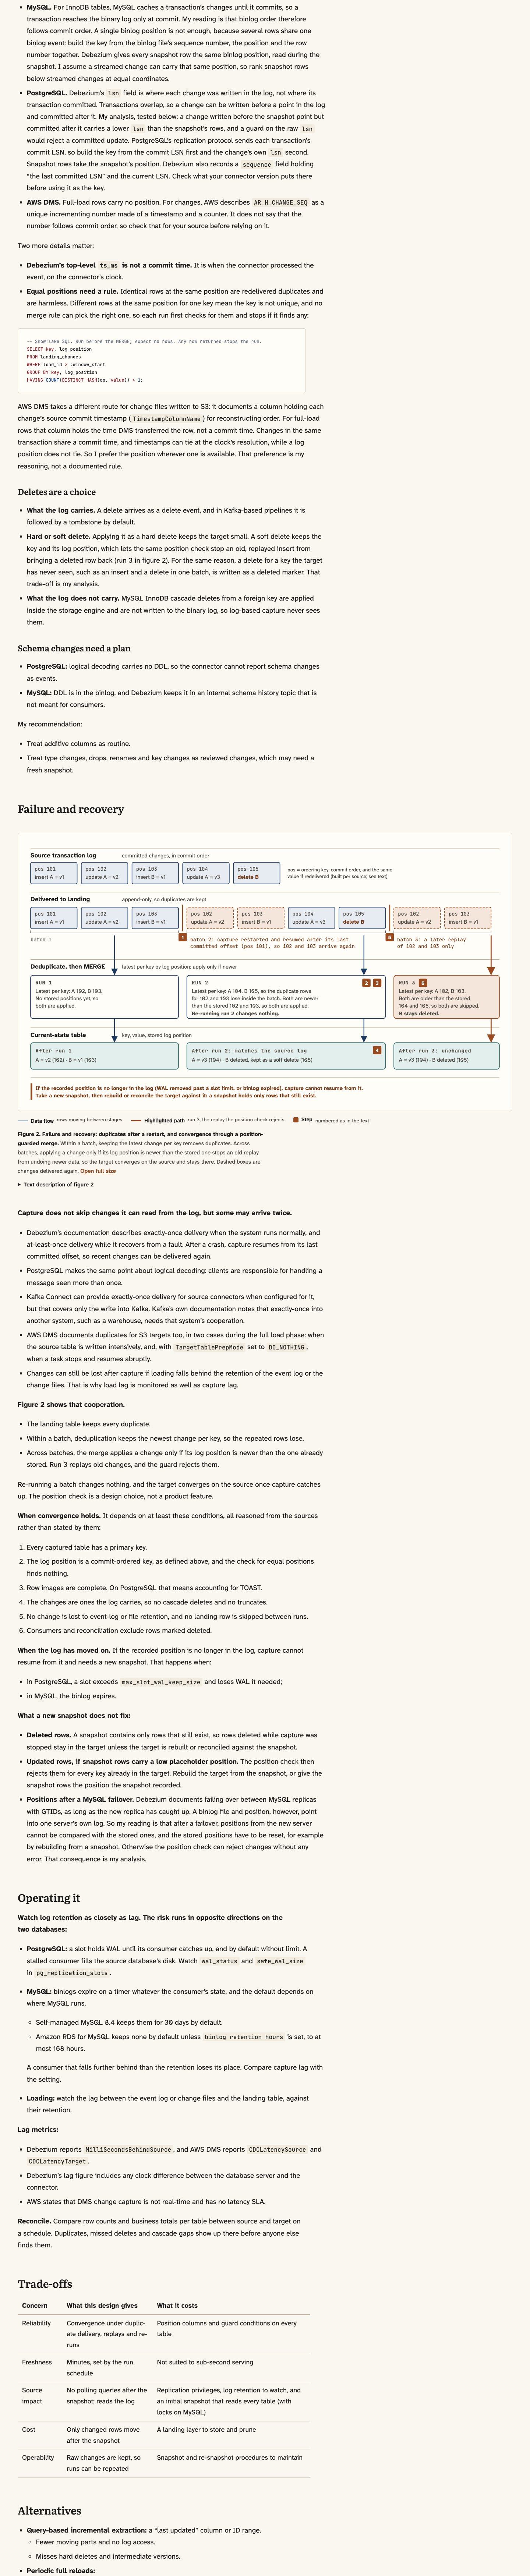 • MySQL. For InnoDB tables, MySQL caches a transaction's changes until it commits, so a
transaction reaches the binary log only at commit. My reading is that binlog order therefore
follows commit order. A single binlog position is not enough, because several rows share one
binlog event: build the key from the binlog file's sequence number, the position and the row
number together. Debezium gives every snapshot row the same binlog position, read during the
snapshot. I assume a streamed change can carry that same position, so rank snapshot rows
below streamed changes at equal coordinates.
• PostgreSQL. Debezium's lsn field is where each change was written in the log, not where its
transaction committed. Transactions overlap, so a change can be written before a point in the log
and committed after it. My analysis, tested below: a change written before the snapshot point but
committed after it carries a lower lsn than the snapshot's rows, and a guard on the raw lsn
would reject a committed update. PostgreSQL's replication protocol sends each transaction's
commit LSN, so build the key from the commit LSN first and the change's own lsn second.
Snapshot rows take the snapshot's position. Debezium also records a sequence field holding
"the last committed LSN" and the current LSN. Check what your connector version puts there
before using it as the key.
• AWS DMS. Full-load rows carry no position. For changes, AWS describes AR_H_CHANGE_SEQ as a
unique incrementing number made of a timestamp and a counter. It does not say that the
number follows commit order, so check that for your source before relying on it.
Two more details matter:
• Debezium's top-level ts_ms is not a commit time. It is when the connector processed the
event, on the connector's clock.
• Equal positions need a rule. Identical rows at the same position are redelivered duplicates and
are harmless. Different rows at the same position for one key mean the key is not unique, and no
merge rule can pick the right one, so each run first checks for them and stops if it finds any:
-- Snowflake SQL. Run before the MERGE; expect no rows. Any row returned stops the run.
SELECT key, log_position
FROM landing_changes
WHERE load_id > :window_start
GROUP BY key, log_position
HAVING COUNT(DISTINCT HASH(op, value)) > 1;
AWS DMS takes a different route for change files written to S3: it documents a column holding each
change's source commit timestamp ( TimestampColumnName ) for reconstructing order. For full-load
rows that column holds the time DMS transferred the row, not a commit time. Changes in the same
transaction share a commit time, and timestamps can tie at the clock's resolution, while a log
position does not tie. So I prefer the position wherever one is available. That preference is my
reasoning, not a documented rule.
Deletes are a choice
• What the log carries. A delete arrives as a delete event, and in Kafka-based pipelines it is
followed by a tombstone by default.
• Hard or soft delete. Applying it as a hard delete keeps the target small. A soft delete keeps the
key and its log position, which lets the same position check stop an old, replayed insert from
bringing a deleted row back (run 3 in figure 2). For the same reason, a delete for a key the target
has never seen, such as an insert and a delete in one batch, is written as a deleted marker. That
trade-off is my analysis.
• What the log does not carry. MySQL InnoDB cascade deletes from a foreign key are applied
inside the storage engine and are not written to the binary log, so log-based capture never sees
them.
Schema changes need a plan
• PostgreSQL: logical decoding carries no DDL, so the connector cannot report schema changes
as events.
• MySQL: DDL is in the binlog, and Debezium keeps it in an internal schema history topic that is
not meant for consumers.
My recommendation:
• Treat additive columns as routine.
• Treat type changes, drops, renames and key changes as reviewed changes, which may need a
fresh snapshot.
Failure and recovery
Source transaction log committed changes, in commit order
pos 101 pos 102 pos 103 pos 104 pos 105
insert A = v1 update A = v2 insert B = v1 update A = v3 delete B
pos = ordering key: commit order, and the same
value if redelivered (built per source; see text)
Delivered to landing append-only, so duplicates are kept
pos 101 pos 102 pos 103 pos 102 pos 103 pos 104 pos 105 pos 102 pos 103
insert A = v1 update A = v2 insert B = v1 update A = v2 insert B = v1 update A = v3 delete B update A = v2 insert B = v1
batch 1
1 batch 2: capture restarted and resumed after its last
committed offset (pos 101), so 102 and 103 arrive again
5 batch 3: a later replay
of 102 and 103 only
Deduplicate, then MERGE latest per key by log position; apply only if newer
RUN 1
Latest per key: A 102, B 103.
No stored positions yet, so
both are applied.
RUN 2 2 3
Latest per key: A 104, B 105, so the duplicate rows
for 102 and 103 lose inside the batch. Both are newer
than the stored 102 and 103, so both are applied.
Re-running run 2 changes nothing.
RUN 3 6
Latest per key: A 102, B 103.
Both are older than the stored
104 and 105, so both are skipped.
B stays deleted.
Current-state table key, value, stored log position
After run 1
A = v2 (102) · B = v1 (103)
After run 2: matches the source log 4
A = v3 (104) · B deleted, kept as a soft delete (105)
After run 3: unchanged
A = v3 (104) · B deleted (105)
If the recorded position is no longer in the log (WAL removed past a slot limit, or binlog expired), capture cannot resume from it.
Take a new snapshot, then rebuild or reconcile the target against it: a snapshot holds only rows that still exist.
Data flow rows moving between stages Highlighted path run 3, the replay the position check rejects Step numbered as in the text
Figure 2. Failure and recovery: duplicates after a restart, and convergence through a position-
guarded merge. Within a batch, keeping the latest change per key removes duplicates. Across
batches, applying a change only if its log position is newer than the stored one stops an old replay
from undoing newer data, so the target converges on the source and stays there. Dashed boxes are
changes delivered again. Open full size
▶ Text description of figure 2
Capture does not skip changes it can read from the log, but some may arrive twice.
• Debezium's documentation describes exactly-once delivery when the system runs normally, and
at-least-once delivery while it recovers from a fault. After a crash, capture resumes from its last
committed offset, so recent changes can be delivered again.
• PostgreSQL makes the same point about logical decoding: clients are responsible for handling a
message seen more than once.
• Kafka Connect can provide exactly-once delivery for source connectors when configured for it,
but that covers only the write into Kafka. Kafka's own documentation notes that exactly-once into
another system, such as a warehouse, needs that system's cooperation.
• AWS DMS documents duplicates for S3 targets too, in two cases during the full load phase: when
the source table is written intensively, and, with TargetTablePrepMode set to DO_NOTHING,
when a task stops and resumes abruptly.
• Changes can still be lost after capture if loading falls behind the retention of the event log or the
change files. That is why load lag is monitored as well as capture lag.
Figure 2 shows that cooperation.
• The landing table keeps every duplicate.
• Within a batch, deduplication keeps the newest change per key, so the repeated rows lose.
• Across batches, the merge applies a change only if its log position is newer than the one already
stored. Run 3 replays old changes, and the guard rejects them.
Re-running a batch changes nothing, and the target converges on the source once capture catches
up. The position check is a design choice, not a product feature.
When convergence holds. It depends on at least these conditions, all reasoned from the sources
rather than stated by them:
1. Every captured table has a primary key.
2. The log position is a commit-ordered key, as defined above, and the check for equal positions
finds nothing.
3. Row images are complete. On PostgreSQL that means accounting for TOAST.
4. The changes are ones the log carries, so no cascade deletes and no truncates.
5. No change is lost to event-log or file retention, and no landing row is skipped between runs.
6. Consumers and reconciliation exclude rows marked deleted.
When the log has moved on. If the recorded position is no longer in the log, capture cannot
resume from it and needs a new snapshot. That happens when:
• in PostgreSQL, a slot exceeds max_slot_wal_keep_size and loses WAL it needed;
• in MySQL, the binlog expires.
What a new snapshot does not fix:
• Deleted rows. A snapshot contains only rows that still exist, so rows deleted while capture was
stopped stay in the target unless the target is rebuilt or reconciled against the snapshot.
• Updated rows, if snapshot rows carry a low placeholder position. The position check then
rejects them for every key already in the target. Rebuild the target from the snapshot, or give the
snapshot rows the position the snapshot recorded.
• Positions after a MySQL failover. Debezium documents failing over between MySQL replicas
with GTIDs, as long as the new replica has caught up. A binlog file and position, however, point
into one server's own log. So my reading is that after a failover, positions from the new server
cannot be compared with the stored ones, and the stored positions have to be reset, for example
by rebuilding from a snapshot. Otherwise the position check can reject changes without any
error. That consequence is my analysis.
Operating it
Watch log retention as closely as lag. The risk runs in opposite directions on the
two databases:
• PostgreSQL: a slot holds WAL until its consumer catches up, and by default without limit. A
stalled consumer fills the source database's disk. Watch wal_status and safe_wal_size
in pg_replication_slots.
• MySQL: binlogs expire on a timer whatever the consumer's state, and the default depends on
where MySQL runs.
◦ Self-managed MySQL 8.4 keeps them for 30 days by default.
◦ Amazon RDS for MySQL keeps none by default unless binlog retention hours is set, to at
most 168 hours.
A consumer that falls further behind than the retention loses its place. Compare capture lag with
the setting.
• Loading: watch the lag between the event log or change files and the landing table, against
their retention.
Lag metrics:
• Debezium reports MilliSecondsBehindSource, and AWS DMS reports CDCLatencySource and
CDCLatencyTarget.
• Debezium's lag figure includes any clock difference between the database server and the
connector.
• AWS states that DMS change capture is not real-time and has no latency SLA.
Reconcile. Compare row counts and business totals per table between source and target on
a schedule. Duplicates, missed deletes and cascade gaps show up there before anyone else
finds them.
Trade-offs
Concern What this design gives What it costs
Reliability Convergence under duplic-
ate delivery, replays and re-
runs Position columns and guard conditions on every
table
Freshness Minutes, set by the run
schedule Not suited to sub-second serving
Source
impact No polling queries after the
snapshot; reads the log Replication privileges, log retention to watch, and
an initial snapshot that reads every table (with
locks on MySQL)
Cost Only changed rows move
after the snapshot A landing layer to store and prune
Operability Raw changes are kept, so
runs can be repeated Snapshot and re-snapshot procedures to maintain
Alternatives
• Query-based incremental extraction: a "last updated" column or ID range.
◦ Fewer moving parts and no log access.
◦ Misses hard deletes and intermediate versions.
• Periodic full reloads: